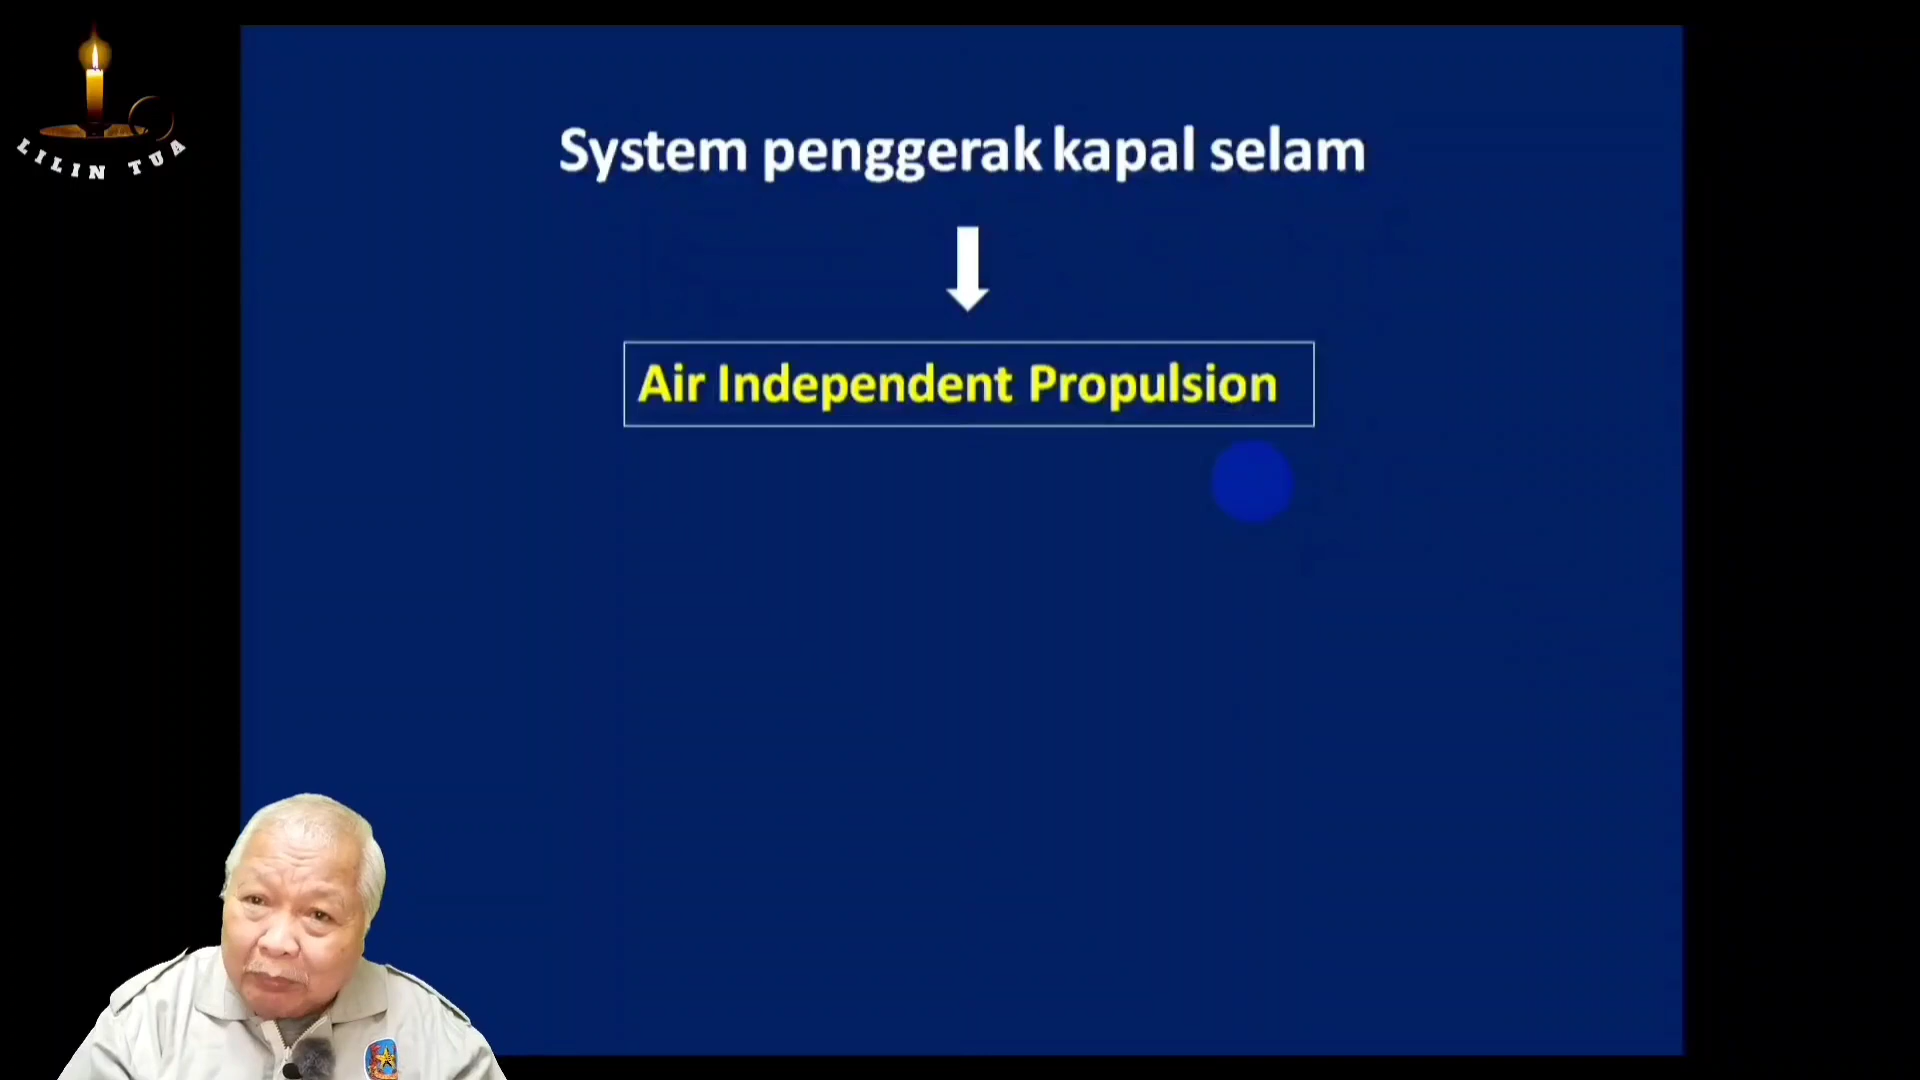 LILIN TUA
System penggerak kapal selam
Air Independent Propulsion